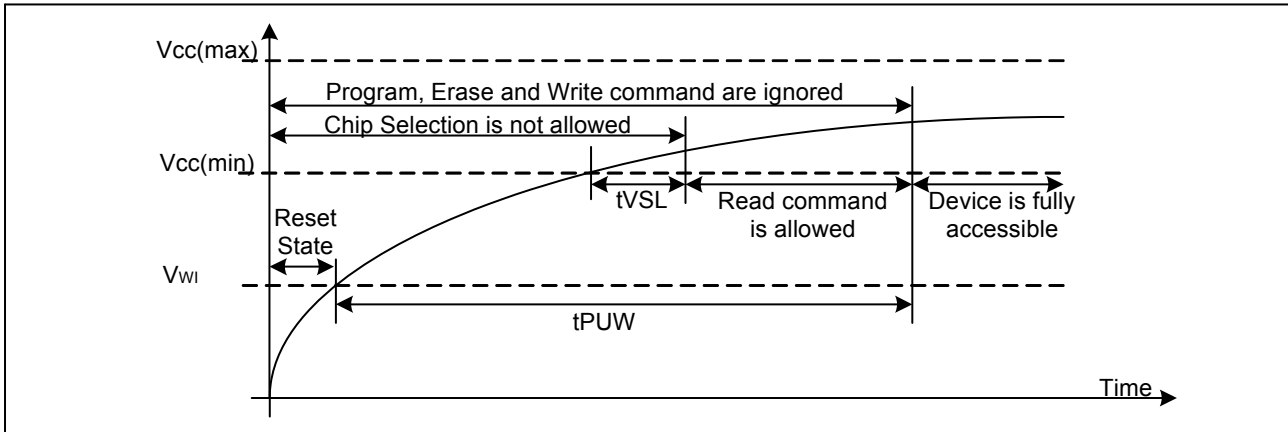 Vcc(max)
Program, Erase and Write command are ignored
Chip Selection is not allowed
Vcc(min)
tVSL
Read command
is allowed
Device is fully
accessible
Reset
State
VWI
tPUW
Time